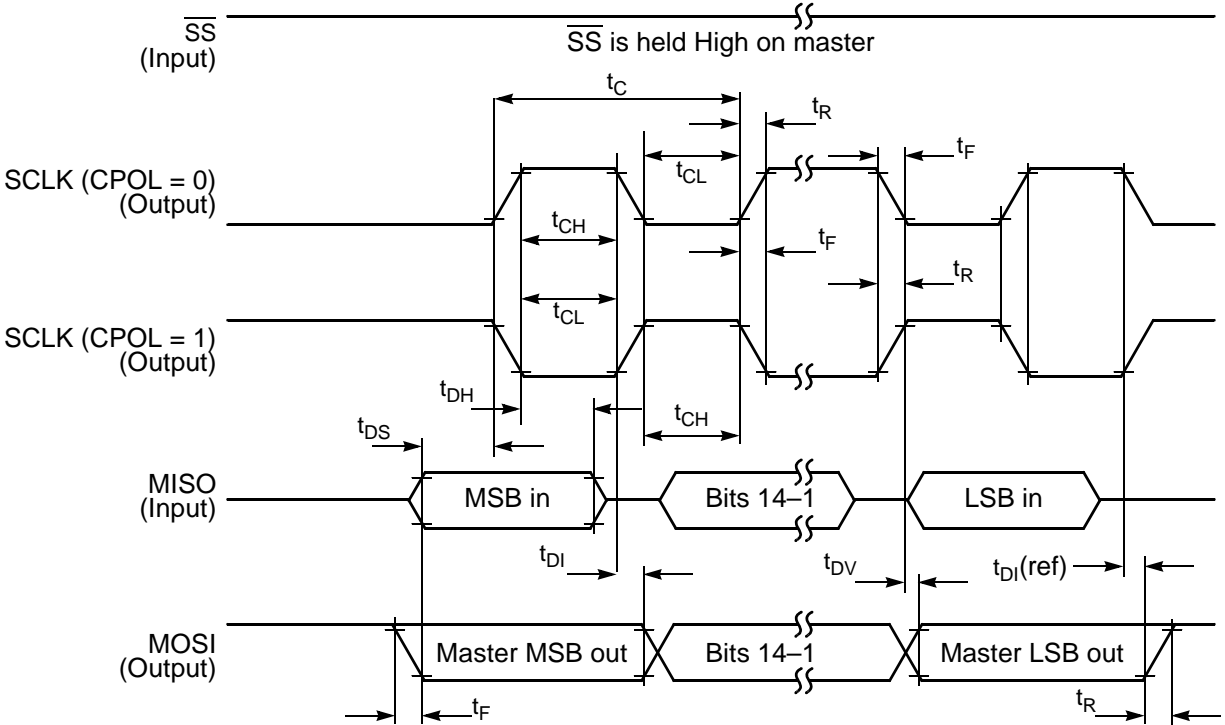 SS
(Input)
SS is held High on master
tC
tR
tF
SCLK (CPOL = 0)
(Output)
tCL
tCH
tF
tR
tCL
SCLK (CPOL = 1)
(Output)
tDH
tCH
tDS
MISO
(Input)
MSB in
Bits 14–1
LSB in
tDI
tDV
tDI(ref)
MOSI
(Output)
Master MSB out
Bits 14–1
Master LSB out
tF
tR